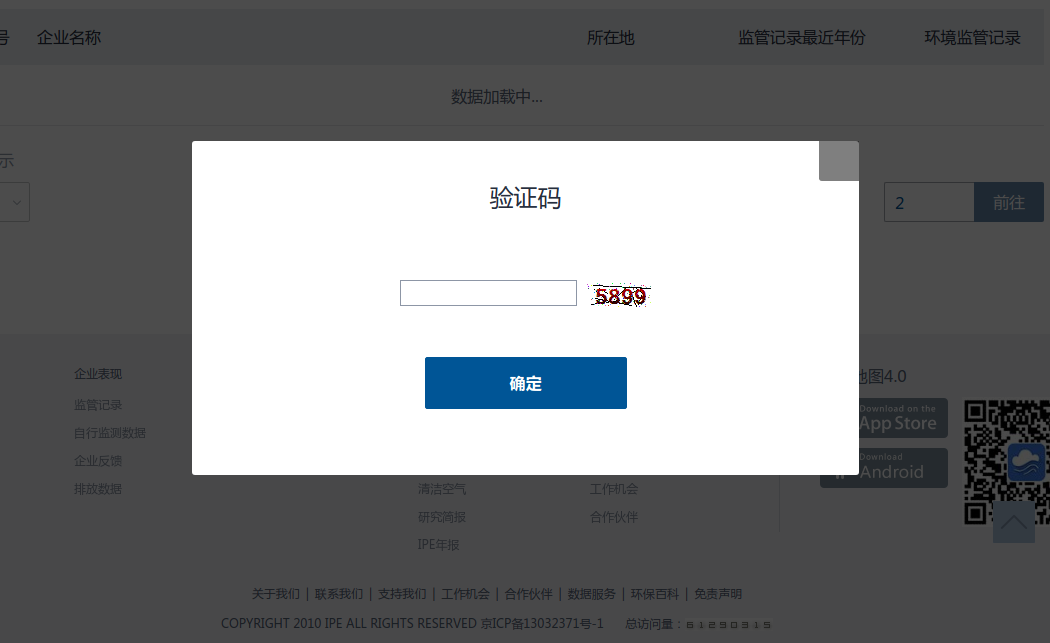 号 企业名称 所在地 监管记录最近年份 环境监管记录
数据加载中...
示
2 前往
验证码
5899
确定
企业表现
监管记录
自行监测数据
企业反馈
排放数据
清洁空气
研究简报
IPE年报
工作机会
合作伙伴
地图4.0
Download on the
App Store
Download
Android
关于我们 | 联系我们 | 支持我们 | 工作机会 | 合作伙伴 | 数据服务 | 环保百科 | 免责声明
COPYRIGHT 2010 IPE ALL RIGHTS RESERVED 京ICP备13032371号-1 总访问量：